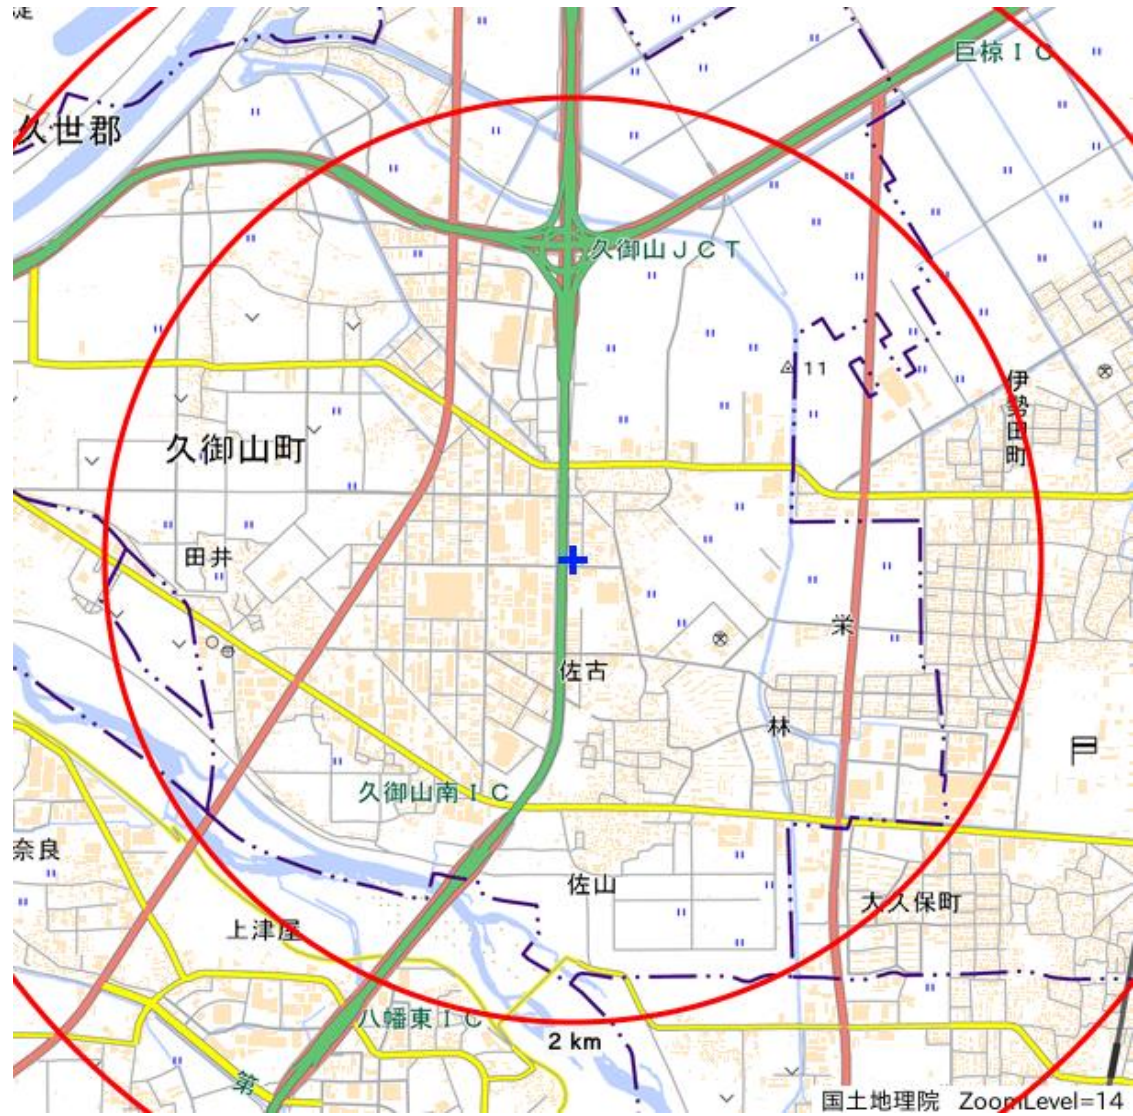 淀
巨椋ＩＣ
久世郡
久御山ＪＣＴ
11
伊勢田町
久御山町
田井
栄
佐古
林
久御山南ＩＣ
奈良
佐山
大久保町
上津屋
八幡東ＩＣ
2 km
第
国土地理院 ZoomLevel=14